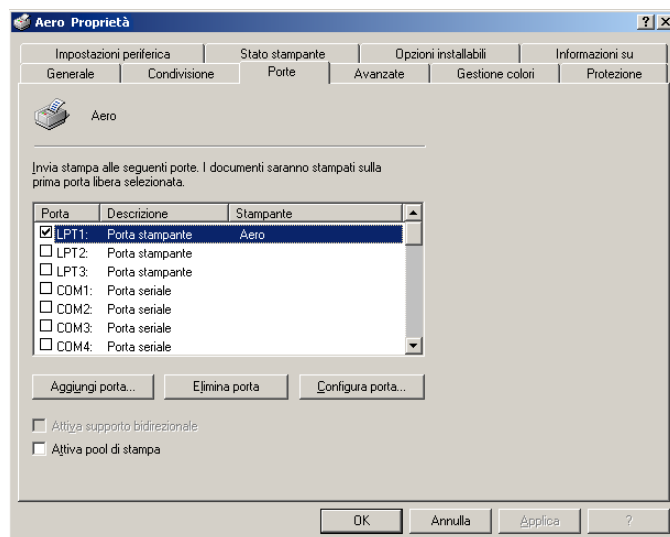 Aero Proprietà
Impostazioni periferica Stato stampante Opzioni installabili Informazioni su
Generale Condivisione Porte Avanzate Gestione colori Protezione
Aero
Invia stampa alle seguenti porte. I documenti saranno stampati sulla
prima porta libera selezionata.
Porta Descrizione Stampante
LPT1: Porta stampante Aero
LPT2: Porta stampante
LPT3: Porta stampante
COM1: Porta seriale
COM2: Porta seriale
COM3: Porta seriale
COM4: Porta seriale
Aggiungi porta... Elimina porta Configura porta...
Attiva supporto bidirezionale
Attiva pool di stampa
OK Annulla Applica ?